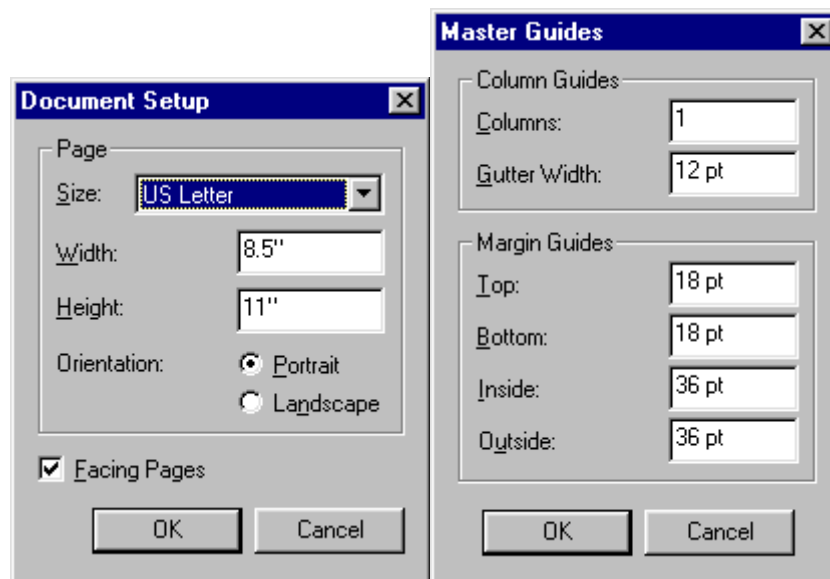 Document Setup
Page
Size: US Letter
Width: 8.5"
Height: 11"
Orientation: Portrait
Landscape
Facing Pages
OK Cancel
Master Guides
Column Guides
Columns: 1
Gutter Width: 12 pt
Margin Guides
Top: 18 pt
Bottom: 18 pt
Inside: 36 pt
Outside: 36 pt
OK Cancel